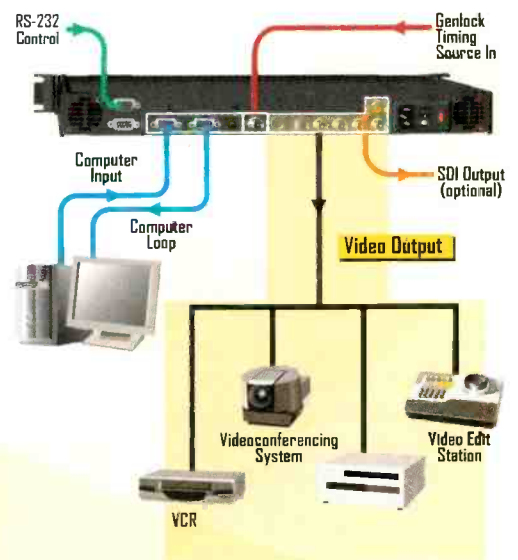 RS-232
Control
Genlock
Timing
Source In
Computer
Input
Computer
Loop
SDI Output
(optional)
Video Output
Videoconferencing
System
Video Edit
Station
VCR